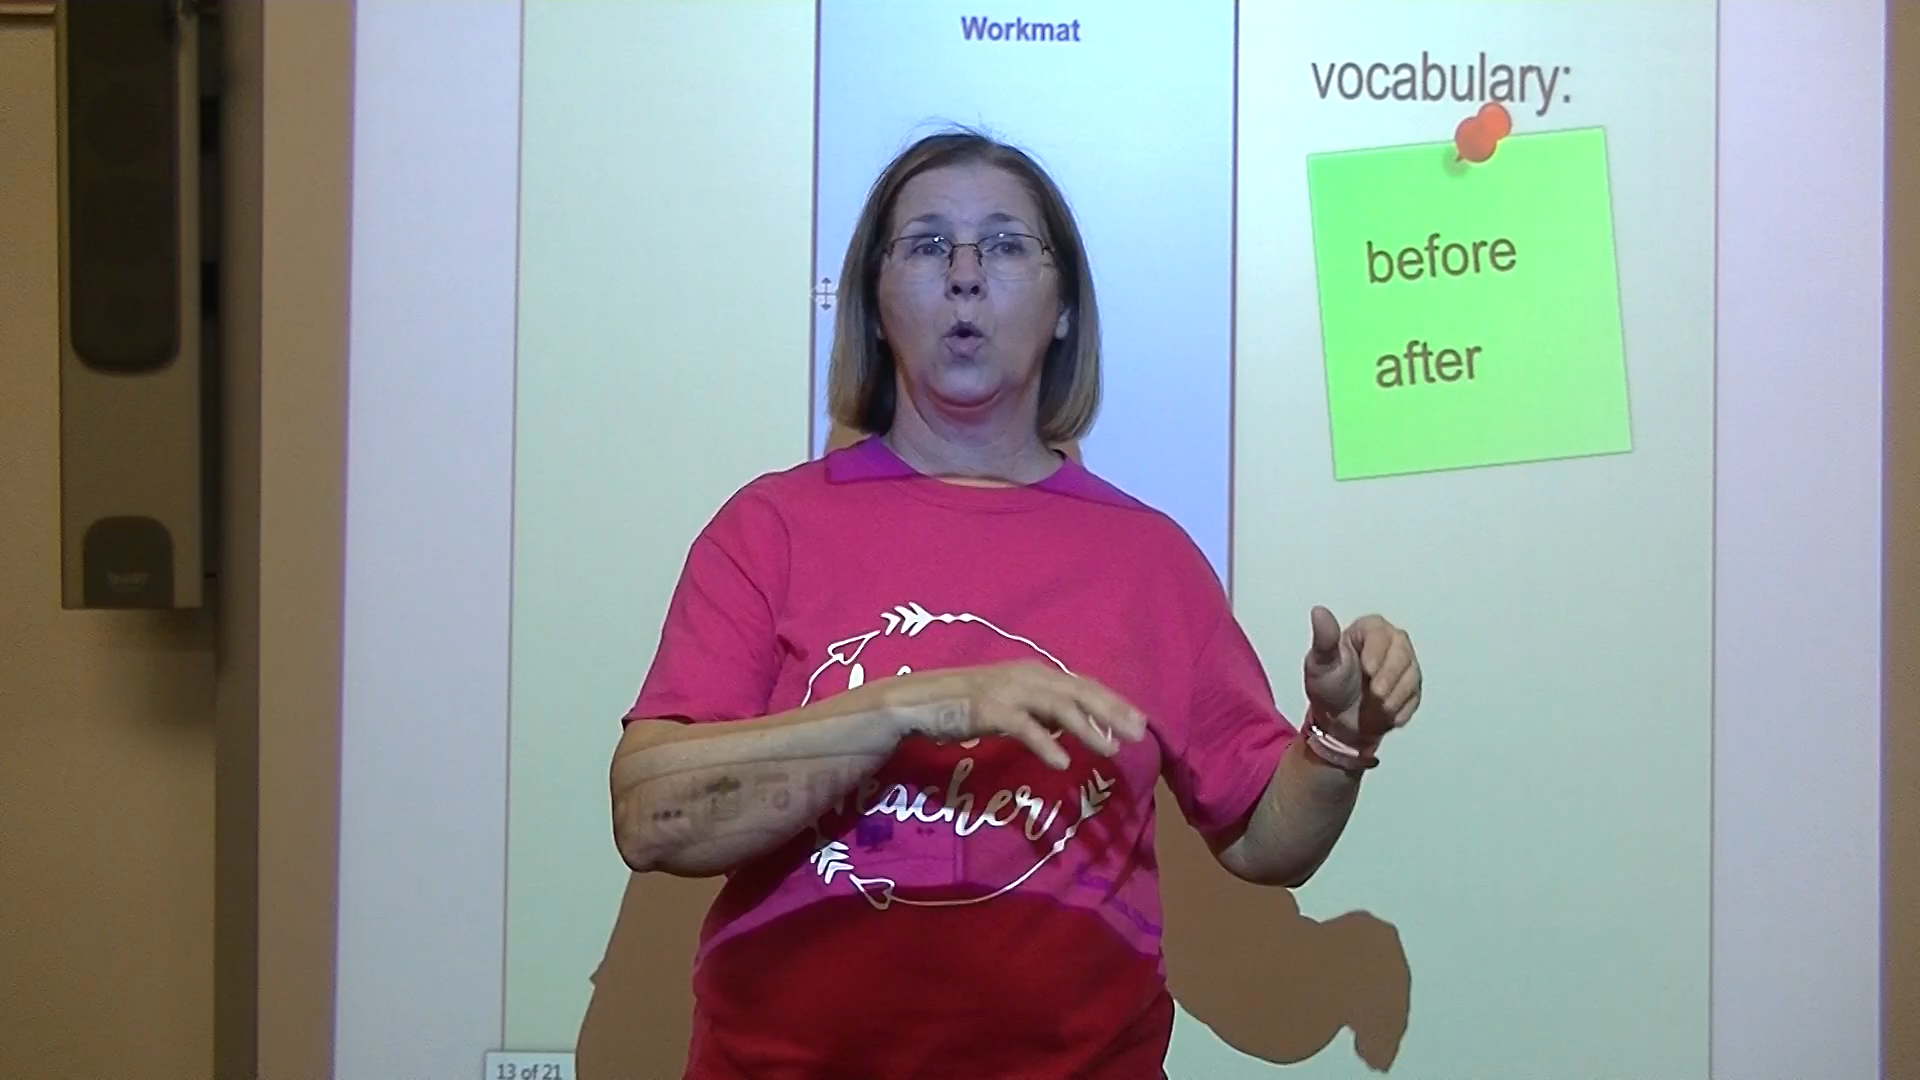 Workmat
vocabulary:
before
after
teacher
13 of 21